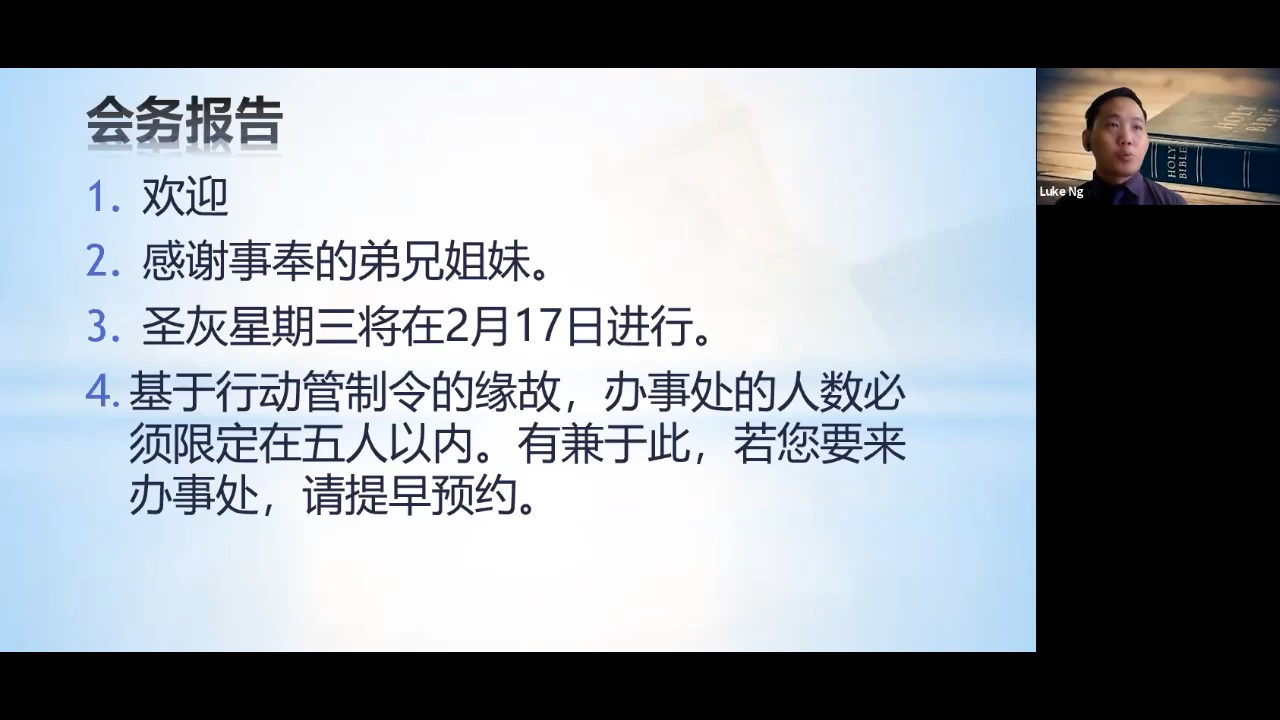 会务报告
1. 欢迎
2. 感谢事奉的弟兄姐妹。
3. 圣灰星期三将在2月17日进行。
4. 基于行动管制令的缘故，办事处的人数必
须限定在五人以内。有兼于此，若您要来
办事处，请提早预约。
HOLY
BIBLE
HOLY
BIBLE
Luke Ng